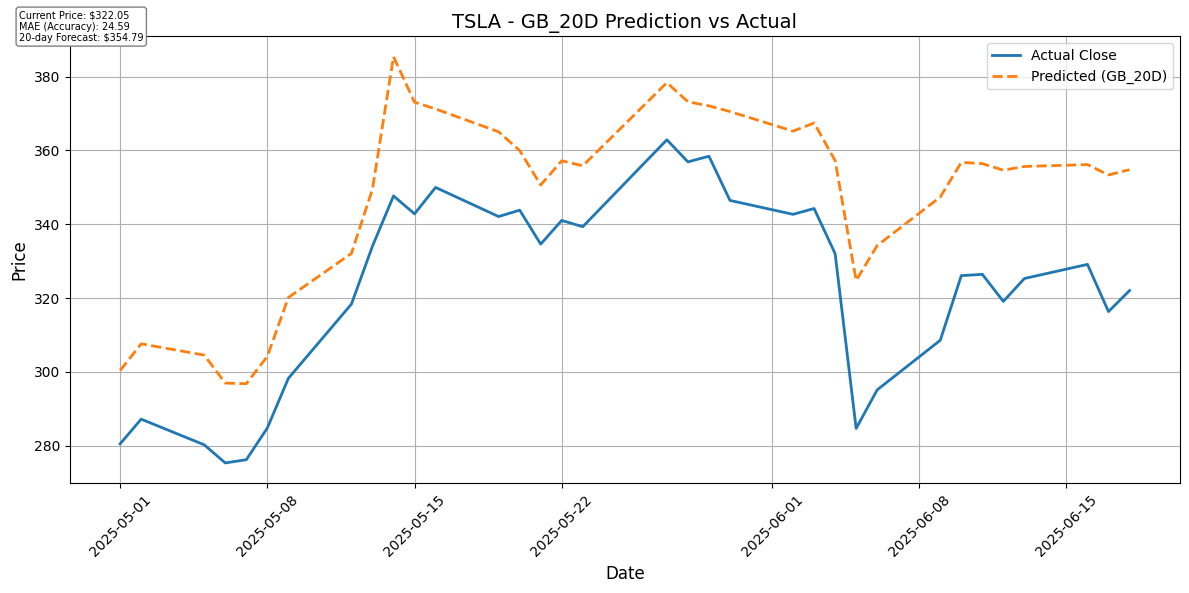 TSLA - GB_20D Prediction vs Actual
Current Price: $322.05
MAE (Accuracy): 24.59
20-day Forecast: $354.79
Actual Close
Predicted (GB_20D)
Price
380
360
340
320
300
280
2025-05-01
2025-05-08
2025-05-15
2025-05-22
2025-06-01
2025-06-08
2025-06-15
Date